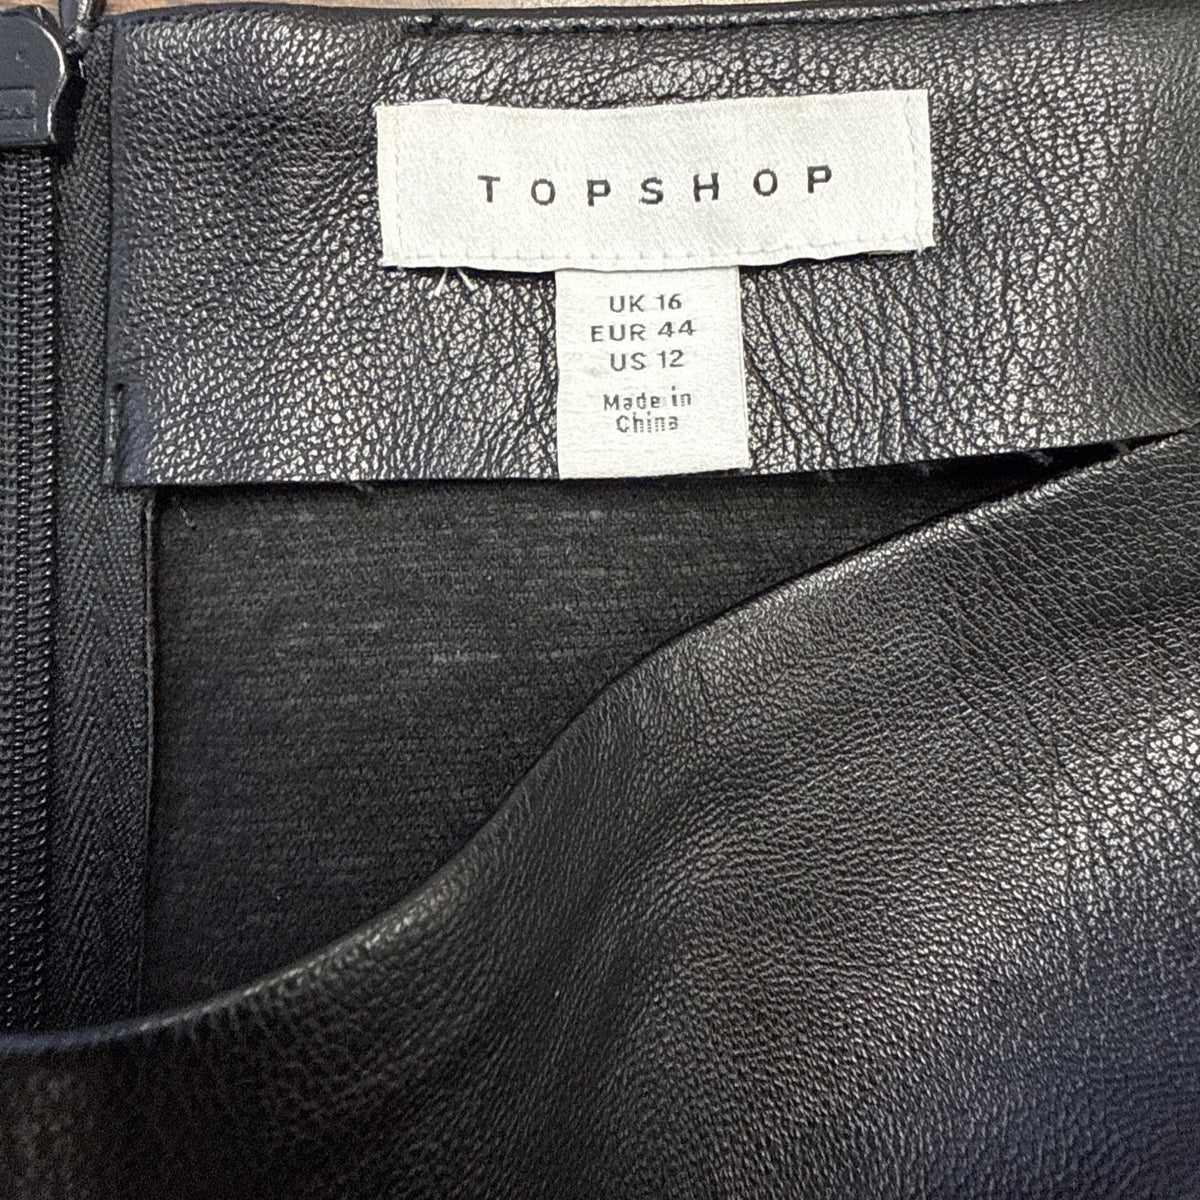 TOPSHOP
UK 16
EUR 44
US 12
Made in
China